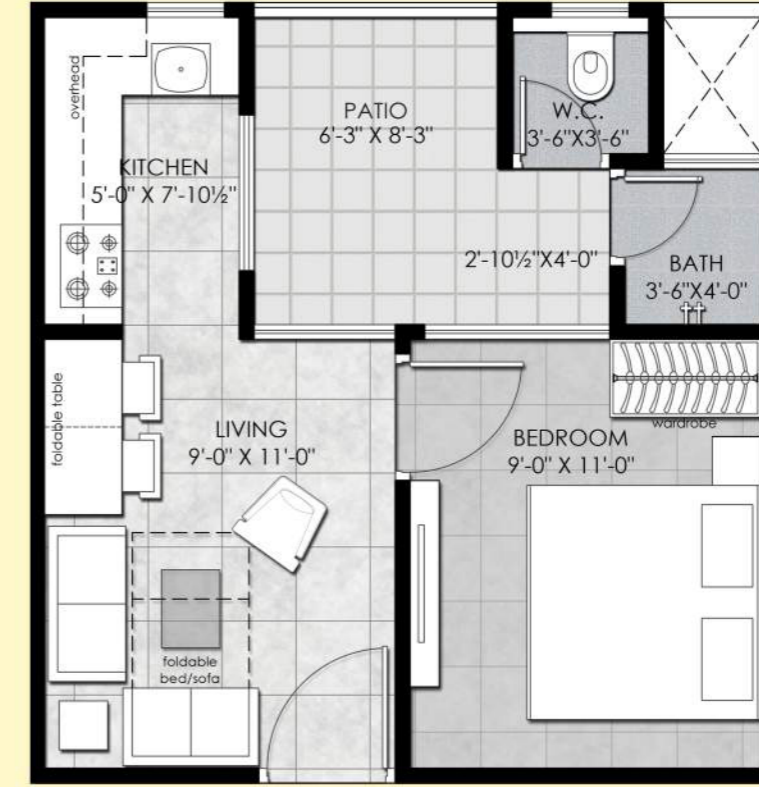 overhead
PATIO
6'-3" X 8'-3"
W.C.
3'-6"X3'-6"
KITCHEN
5'-0" X 7'-10½"
2'-10½"X4'-0"
BATH
3'-6"X4'-0"
foldable table
LIVING
9'-0" X 11'-0"
wardrobe
BEDROOM
9'-0" X 11'-0"
foldable
bed/sofa